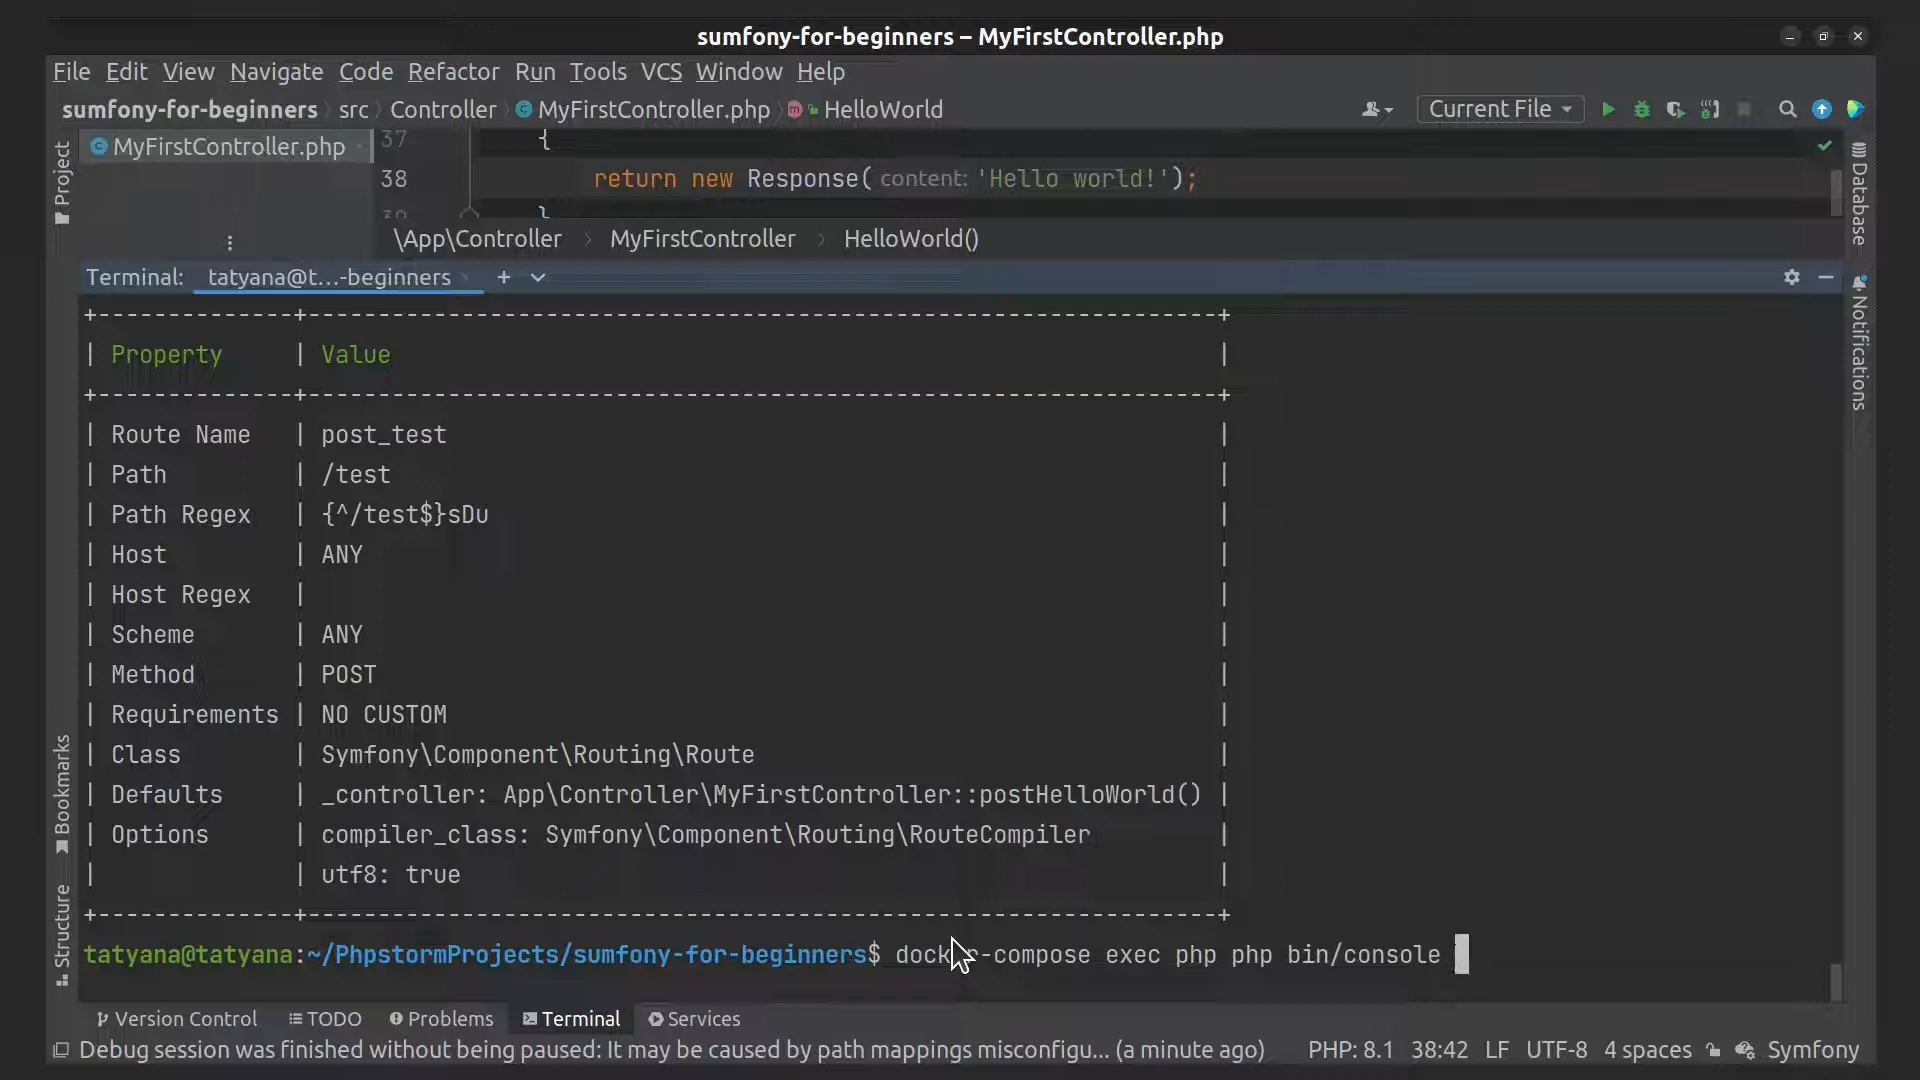 sumfony-for-beginners – MyFirstController.php
File Edit View Navigate Code Refactor Run Tools VCS Window Help
sumfony-for-beginners src Controller MyFirstController.php HelloWorld
Current File
MyFirstController.php
37 {
38 return new Response( content: 'Hello world!');
39 }
\App\Controller MyFirstController HelloWorld()
Terminal: tatyana@t...-beginners
+--------------+-----------------------------------------------------------------+
| Property | Value |
+--------------+-----------------------------------------------------------------+
| Route Name | post_test |
| Path | /test |
| Path Regex | {^/test$}sDu |
| Host | ANY |
| Host Regex | |
| Scheme | ANY |
| Method | POST |
| Requirements | NO CUSTOM |
| Class | Symfony\Component\Routing\Route |
| Defaults | _controller: App\Controller\MyFirstController::postHelloWorld() |
| Options | compiler_class: Symfony\Component\Routing\RouteCompiler |
| | utf8: true |
+--------------+-----------------------------------------------------------------+
tatyana@tatyana:~/PhpstormProjects/sumfony-for-beginners$ docker-compose exec php php bin/console
Project
Bookmarks
Structure
Database
Notifications
Version Control TODO Problems Terminal Services
Debug session was finished without being paused: It may be caused by path mappings misconfigu... (a minute ago) PHP: 8.1 38:42 LF UTF-8 4 spaces Symfony